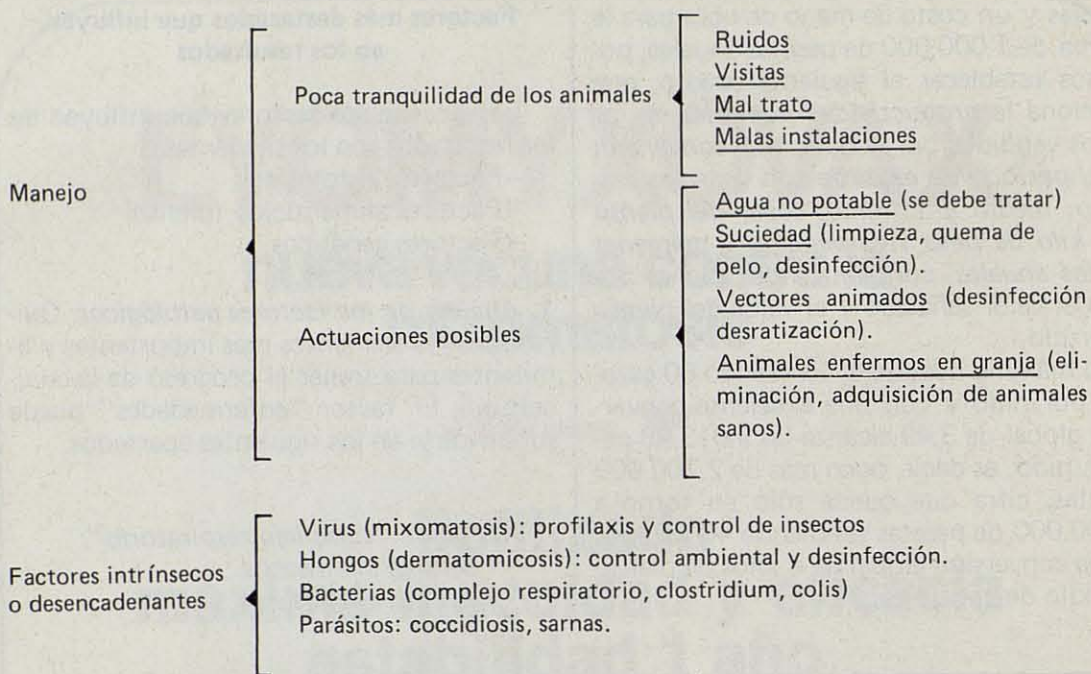 Manejo
Poca tranquilidad de los animales
Ruidos
Visitas
Mal trato
Malas instalaciones
Actuaciones posibles
Agua no potable (se debe tratar)
Suciedad (limpieza, quema de
pelo, desinfección).
Vectores animados (desinfección
desratización).
Animales enfermos en granja (eli-
minación, adquisición de animales
sanos).
Factores intrínsecos
o desencadenantes
Virus (mixomatosis): profilaxis y control de insectos
Hongos (dermatomicosis): control ambiental y desinfección.
Bacterias (complejo respiratorio, clostridium, colis)
Parásitos: coccidiosis, sarnas.